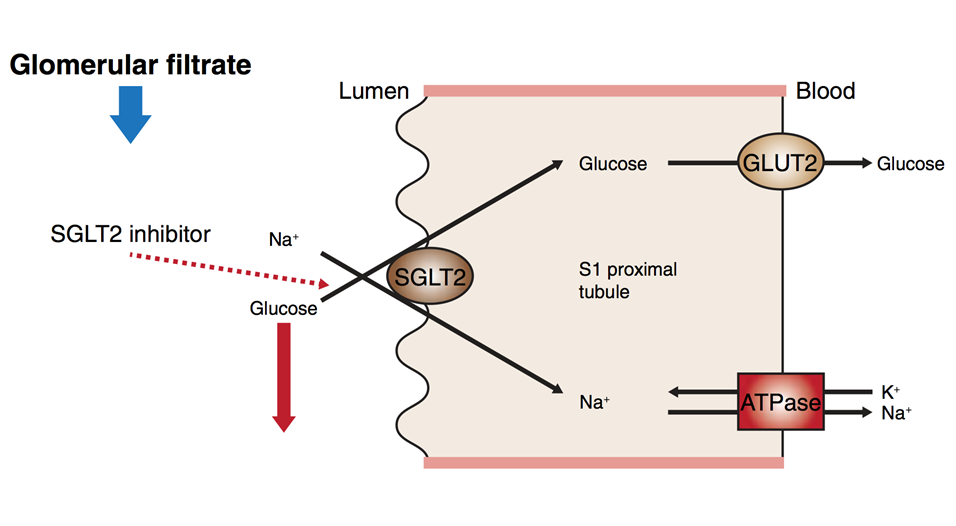 Glomerular filtrate
Lumen
Blood
Glucose
GLUT2
Glucose
SGLT2 inhibitor
Na⁺
SGLT2
S1 proximal
tubule
Glucose
Na⁺
ATPase
K⁺
Na⁺